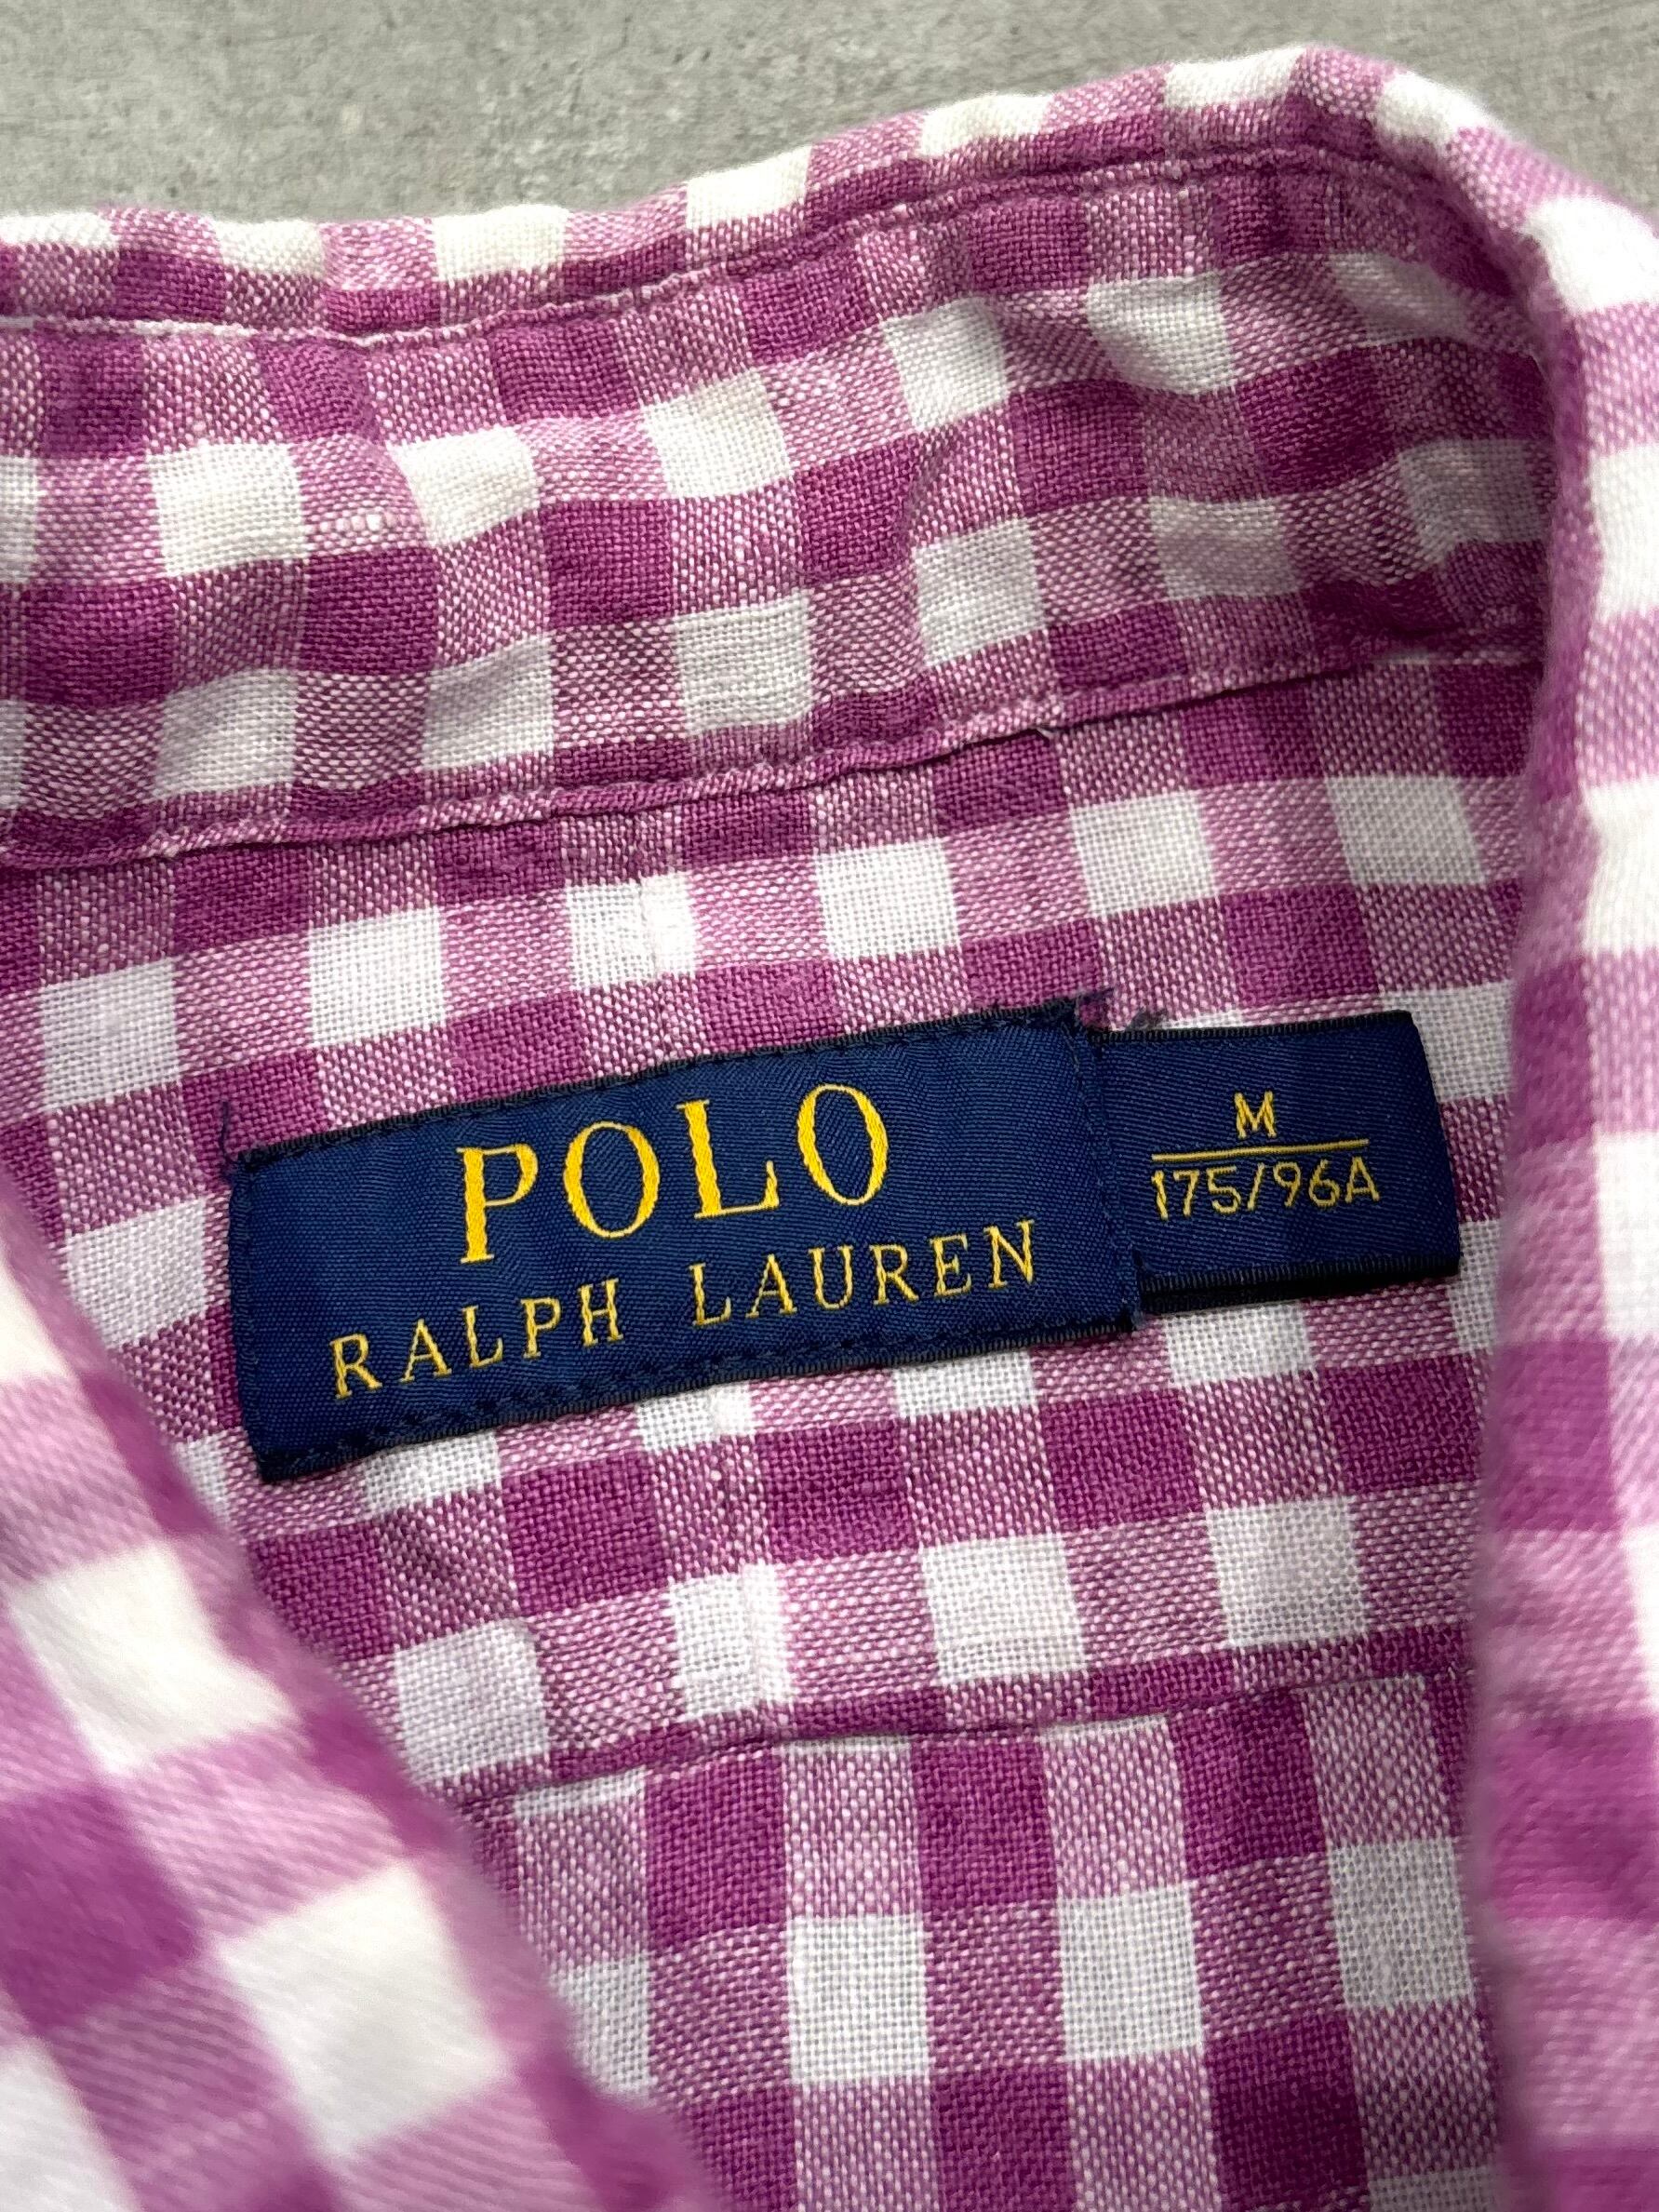 POLO
RALPH LAUREN
M
175/96A